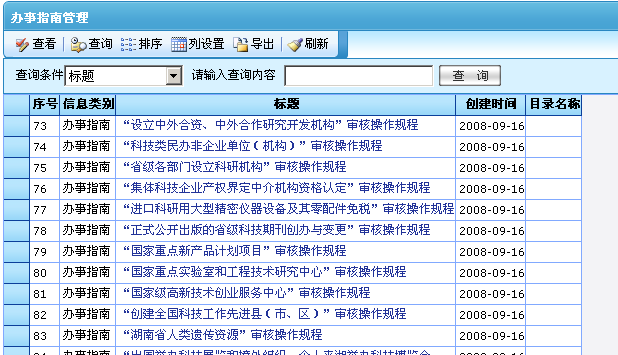 办事指南管理
查看 查询 排序 列设置 导出 刷新
查询条件 标题 请输入查询内容 查 询
序号 信息类别 标题 创建时间 目录名称
73 办事指南 “设立中外合资、中外合作研究开发机构”审核操作规程 2008-09-16
74 办事指南 “科技类民办非企业单位（机构）”审核操作规程 2008-09-16
75 办事指南 “省级各部门设立科研机构”审核操作规程 2008-09-16
76 办事指南 “集体科技企业产权界定中介机构资格认定”审核操作规程 2008-09-16
77 办事指南 “进口科研用大型精密仪器设备及其零配件免税”审核操作规程 2008-09-16
78 办事指南 “正式公开出版的省级科技期刊创办与变更”审核操作规程 2008-09-16
79 办事指南 “国家重点新产品计划项目”审核操作规程 2008-09-16
80 办事指南 “国家重点实验室和工程技术研究中心”审核操作规程 2008-09-16
81 办事指南 “国家级高新技术创业服务中心”审核操作规程 2008-09-16
82 办事指南 “创建全国科技工作先进县（市、区）”审核操作规程 2008-09-16
83 办事指南 “湖南省人类遗传资源”审核操作规程 2008-09-16